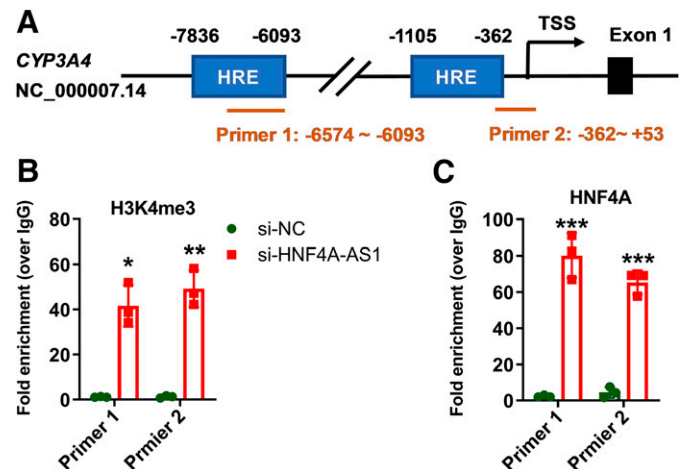 A
-7836 -6093 -1105 -362 TSS Exon 1
CYP3A4
NC_000007.14
HRE HRE
Primer 1: -6574 ~ -6093 Primer 2: -362~ +53
B
H3K4me3
Fold enrichment (over IgG)
80
60
40
20
0
* **
Primer 1 Prmier 2
si-NC
si-HNF4A-AS1
C
HNF4A
Fold enrichment (over IgG)
100
80
60
40
20
0
*** ***
Primer 1 Prmier 2